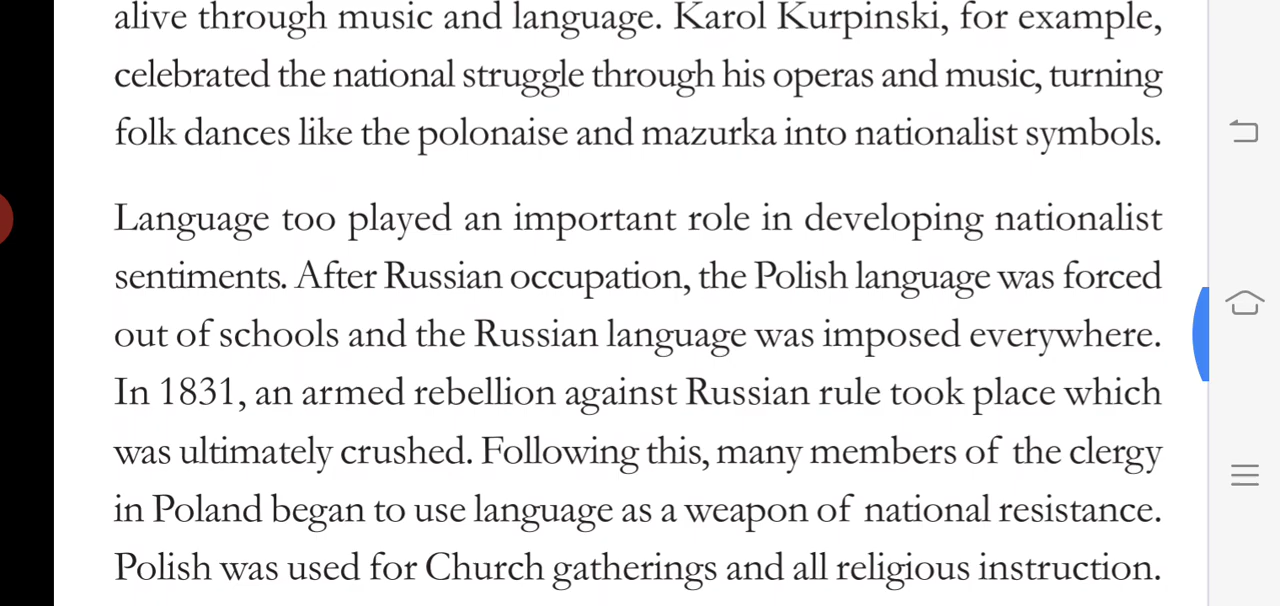 alive through music and language. Karol Kurpinski, for example,
celebrated the national struggle through his operas and music, turning
folk dances like the polonaise and mazurka into nationalist symbols.
Language too played an important role in developing nationalist
sentiments. After Russian occupation, the Polish language was forced
out of schools and the Russian language was imposed everywhere.
In 1831, an armed rebellion against Russian rule took place which
was ultimately crushed. Following this, many members of the clergy
in Poland began to use language as a weapon of national resistance.
Polish was used for Church gatherings and all religious instruction.